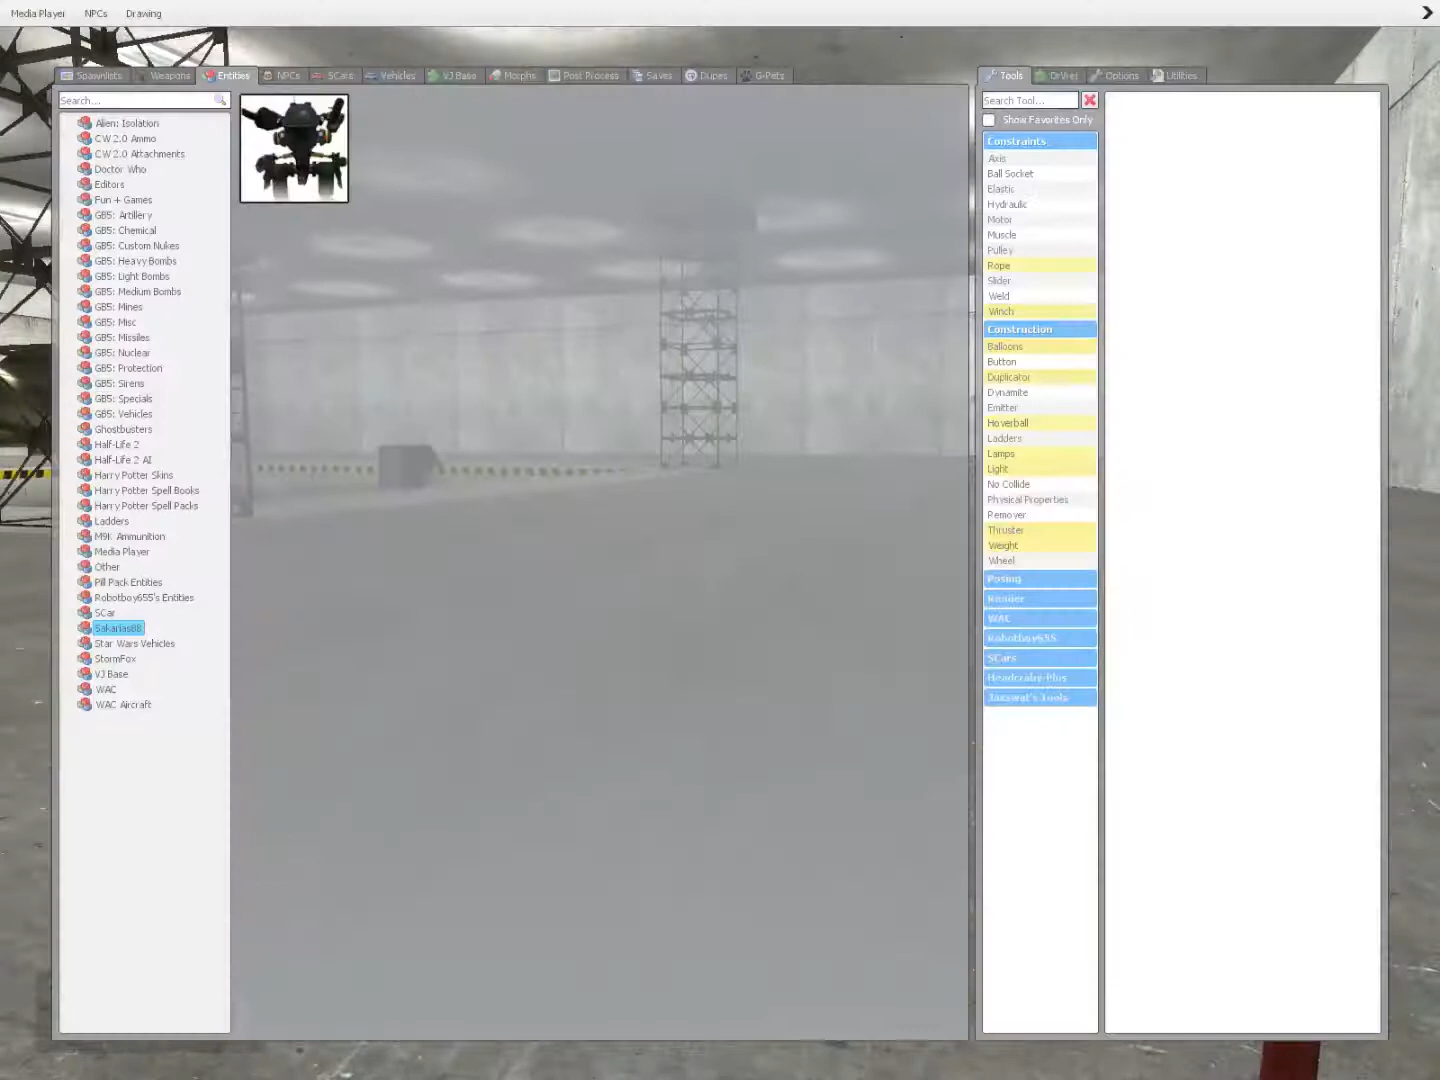 Media Player NPCs Drawing
Spawnlists Weapons Entities NPCs SCars Vehicles VJ Base Morphs Post Process Saves Dupes G-Pets
Tools DrVrej Options Utilities
Search...
Alien: Isolation
CW 2.0 Ammo
CW 2.0 Attachments
Doctor Who
Editors
Fun + Games
GB5: Artillery
GB5: Chemical
GB5: Custom Nukes
GB5: Heavy Bombs
GB5: Light Bombs
GB5: Medium Bombs
GB5: Mines
GB5: Misc
GB5: Missiles
GB5: Nuclear
GB5: Protection
GB5: Sirens
GB5: Specials
GB5: Vehicles
Ghostbusters
Half-Life 2
Half-Life 2 AI
Harry Potter Skins
Harry Potter Spell Books
Harry Potter Spell Packs
Ladders
M9K Ammunition
Media Player
Other
Pill Pack Entities
Robotboy655's Entities
SCar
Sakarias88
Star Wars Vehicles
StormFox
VJ Base
WAC
WAC Aircraft
Search Tool...
Show Favorites Only
Constraints
Axis
Ball Socket
Elastic
Hydraulic
Motor
Muscle
Pulley
Rope
Slider
Weld
Winch
Construction
Balloons
Button
Duplicator
Dynamite
Emitter
Hoverball
Ladders
Lamps
Light
No Collide
Physical Properties
Remover
Thruster
Weight
Wheel
Posing
Render
WAC
Robotboy655
SCars
Headcrabz-Plus